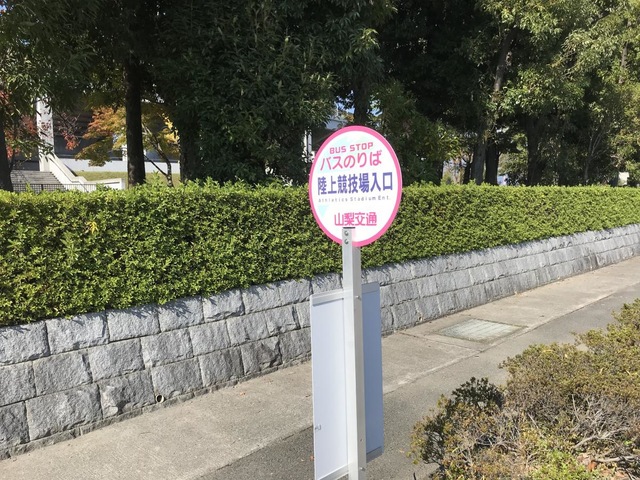 BUS STOP
バスのりば
陸上競技場入口
Athletics Stadium Ent.
山梨交通